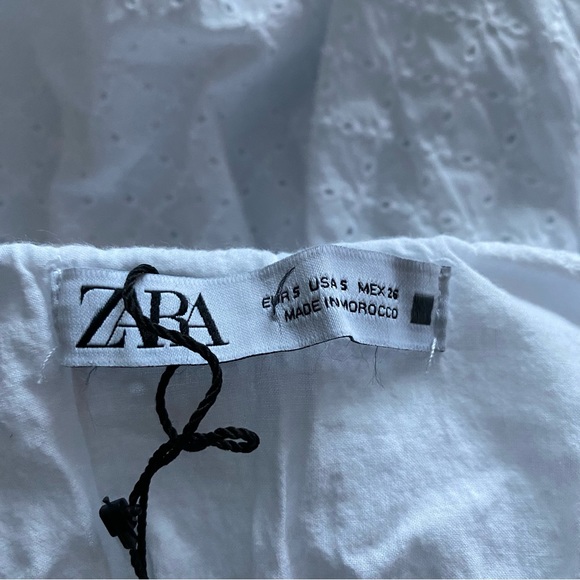 ZARA
EUR S USA S MEX 26
MADE IN MOROCCO